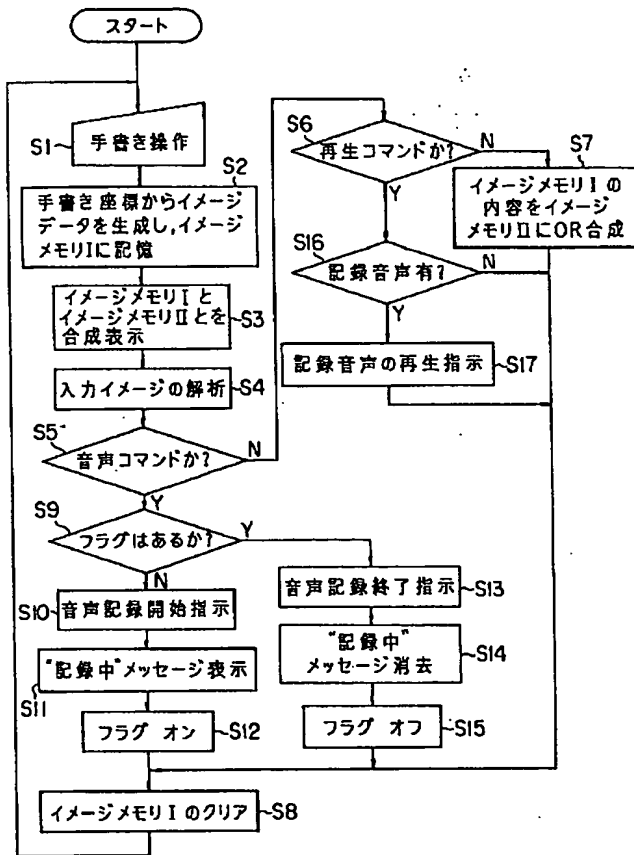 スタート
S1
手書き操作
S2
手書き座標からイメージ
データを生成し,イメージ
メモリIに記憶
イメージメモリIと
イメージメモリIIとを
合成表示
S3
入力イメージの解析
S4
S5
音声コマンドか?
N
Y
S6
再生コマンドか?
N
Y
S7
イメージメモリIの
内容をイメージ
メモリIIにOR合成
S16
記録音声有?
N
Y
記録音声の再生指示
S17
S9
フラグはあるか?
Y
N
S10
音声記録開始指示
"記録中"メッセージ表示
S11
フラグ オン
S12
音声記録終了指示
S13
"記録中"
メッセージ消去
S14
フラグ オフ
S15
イメージメモリIのクリア
S8